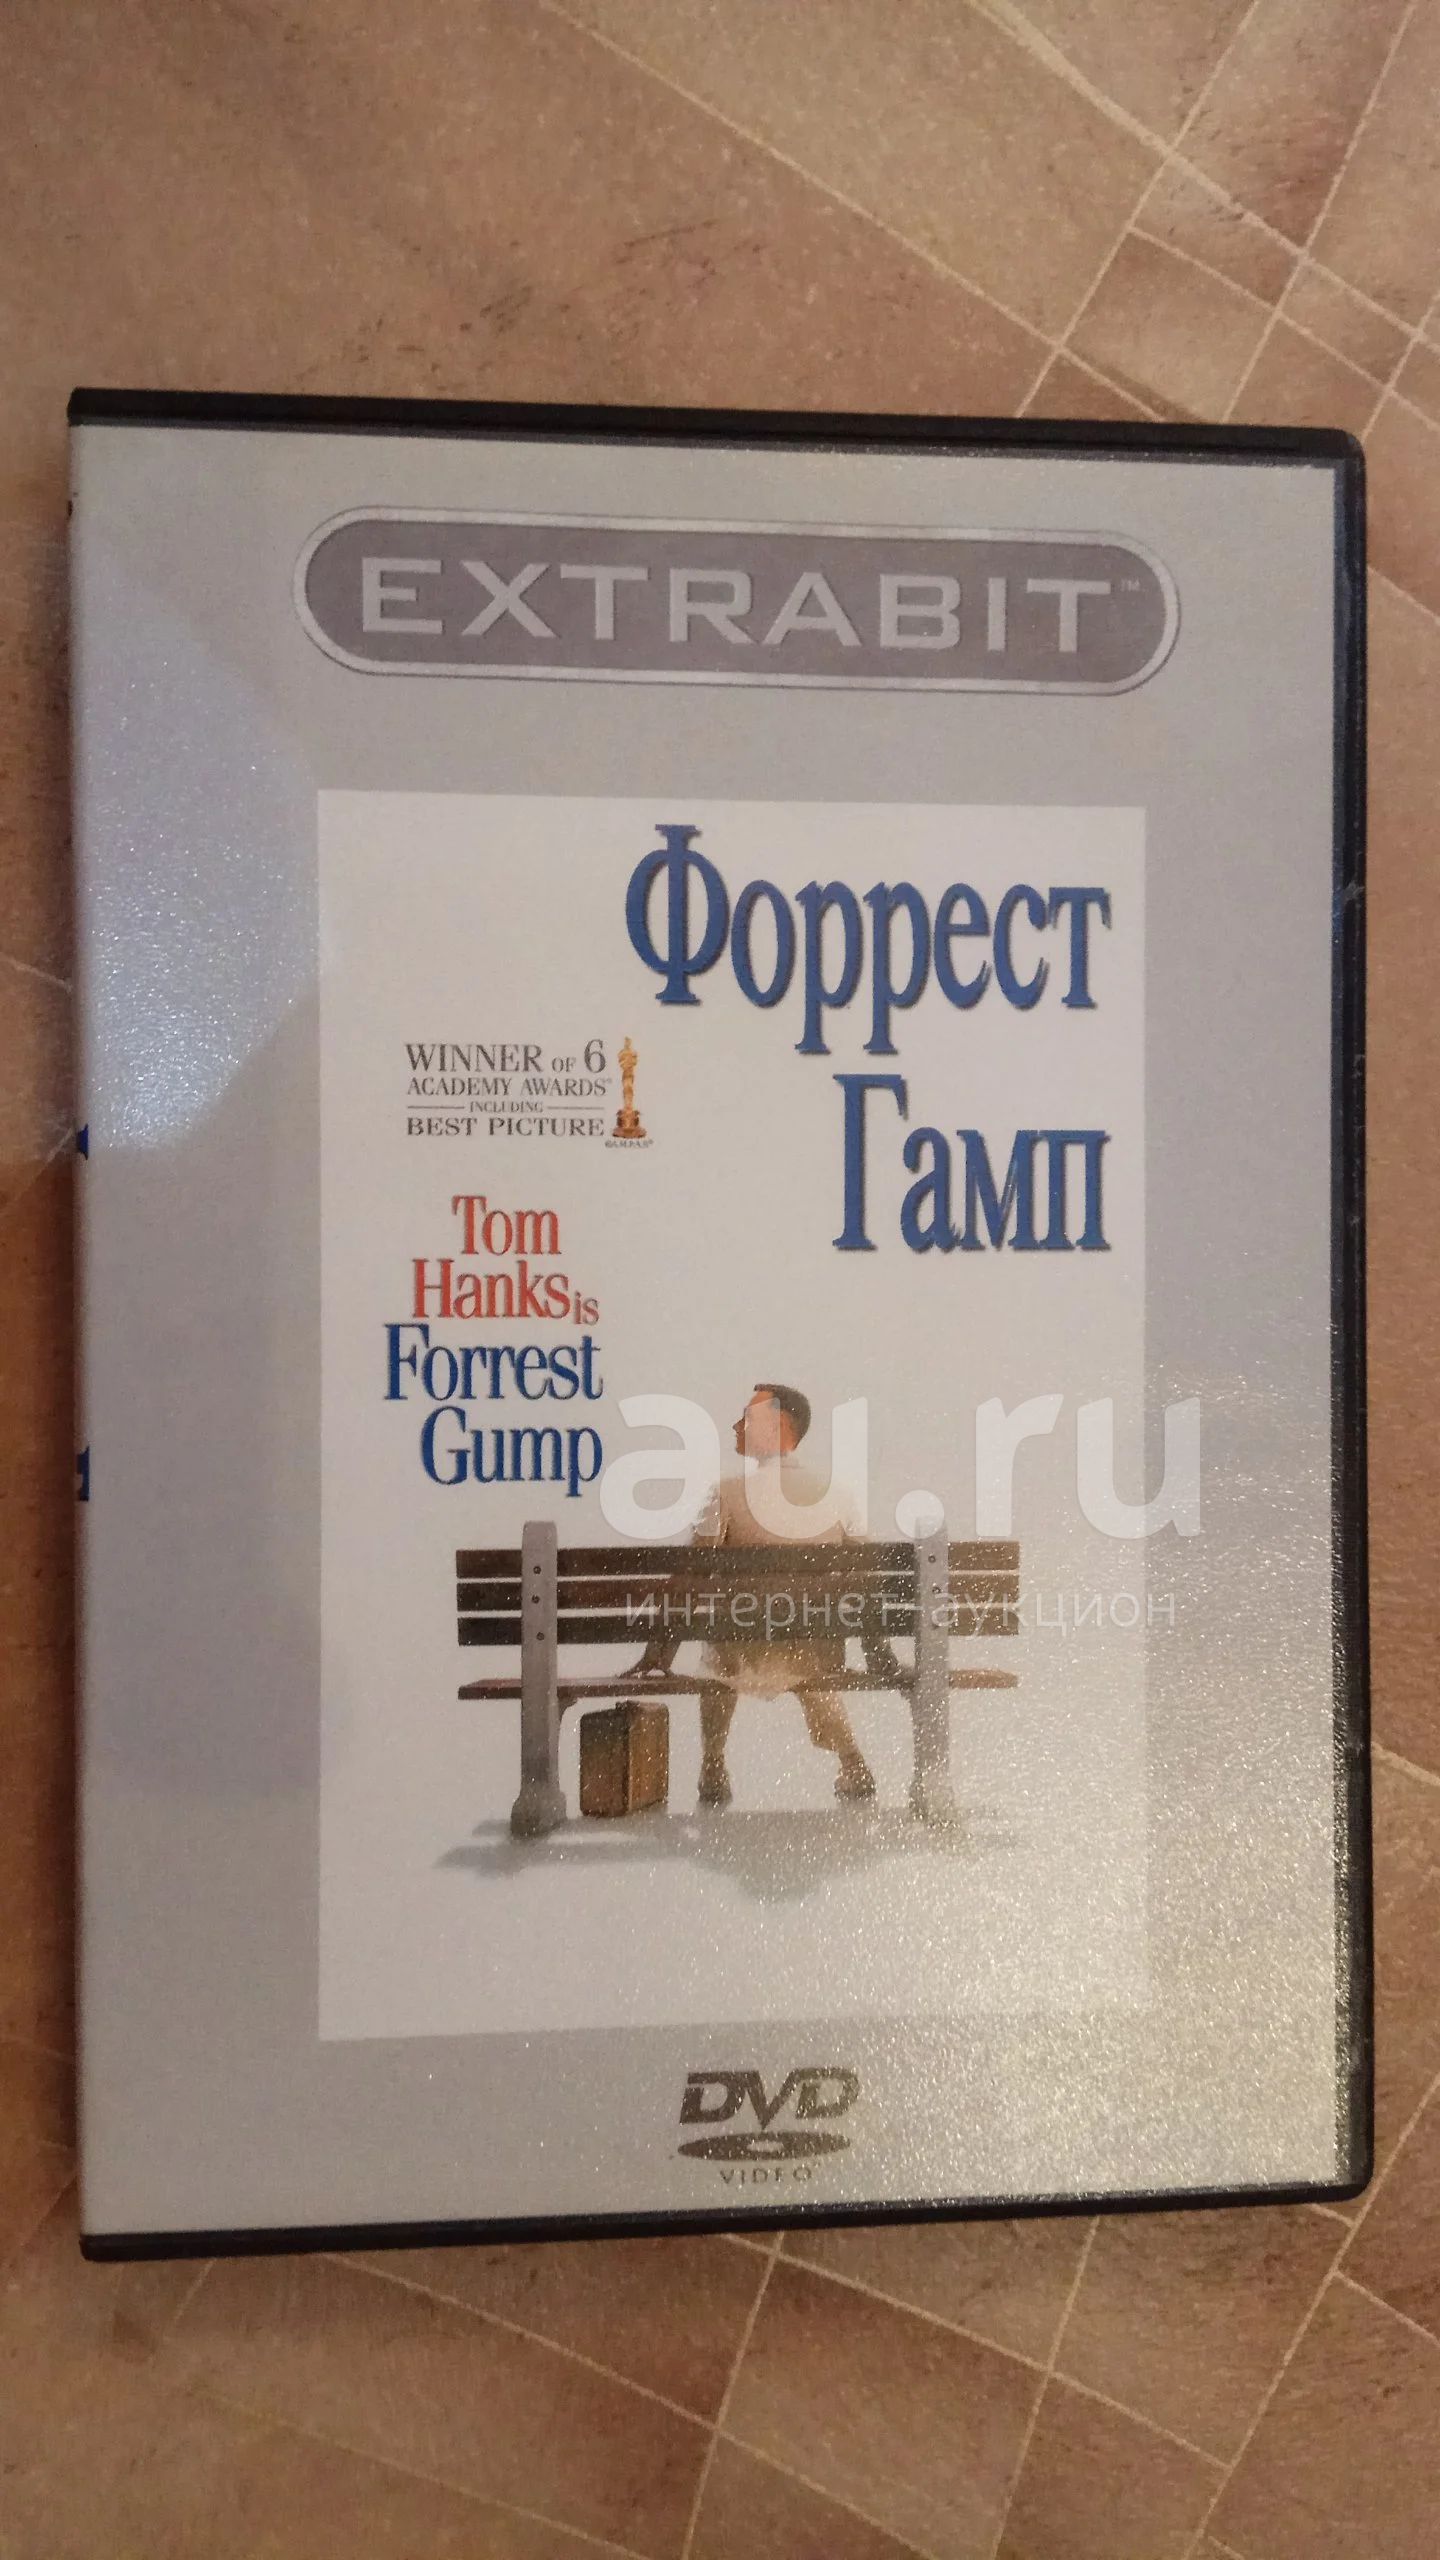 EXTRABIT™
Форрест
Гамп
WINNER OF 6
ACADEMY AWARDS®
INCLUDING
BEST PICTURE
©A.M.P.A.S.®
Tom
Hanks is
Forrest
Gump
au.ru
интернет-аукцион
DVD
VIDEO